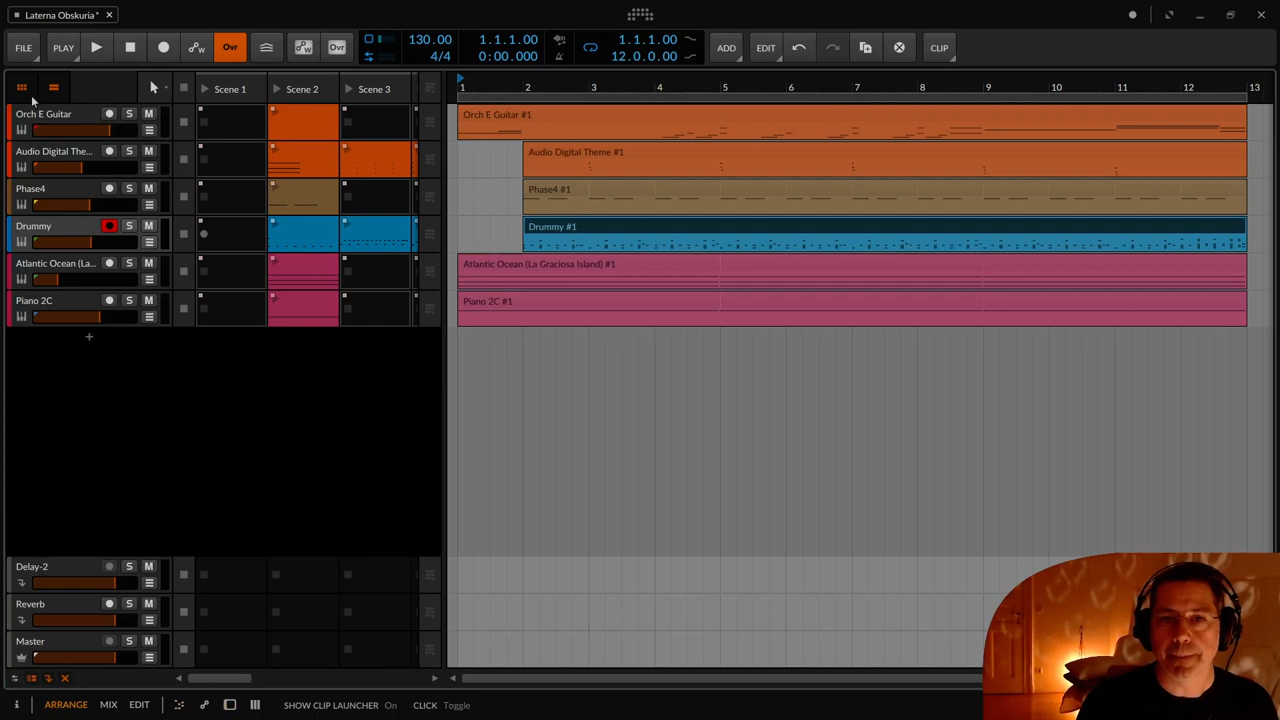 Laterna Obskuria*
FILE
PLAY
Ovr
Ovr
130.00
4/4
1.1.1.00
0:00.000
1.1.1.00
12.0.0.00
ADD
EDIT
CLIP
Scene 1
Scene 2
Scene 3
1 2 3 4 5 6 7 8 9 10 11 12 13
Orch E Guitar
S M
Orch E Guitar #1
Audio Digital The...
S M
Audio Digital Theme #1
Phase4
S M
Phase4 #1
Drummy
S M
Drummy #1
Atlantic Ocean (La...
S M
Atlantic Ocean (La Graciosa Island) #1
Piano 2C
S M
Piano 2C #1
Delay-2
S M
Reverb
S M
Master
S M
ARRANGE
MIX
EDIT
SHOW CLIP LAUNCHER On
CLICK Toggle